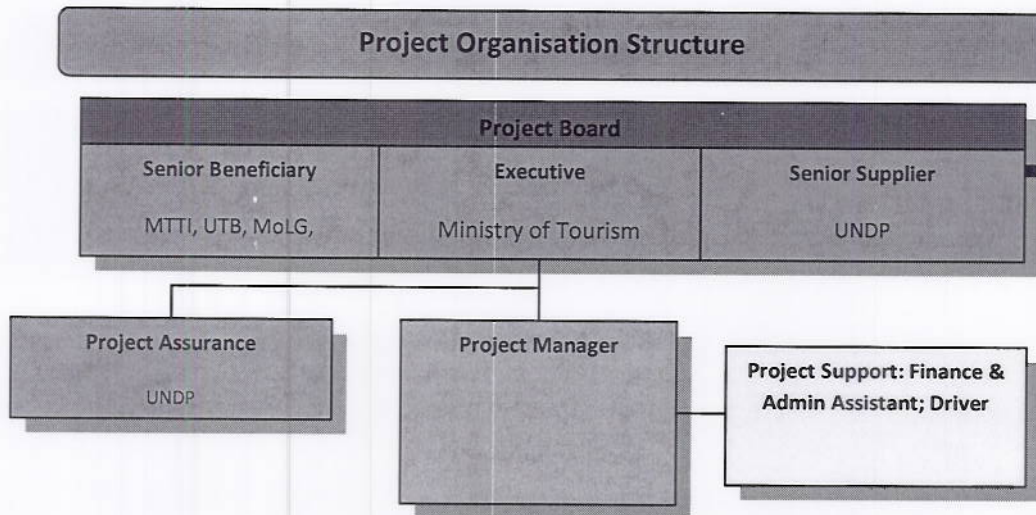 Project Organisation Structure
Project Board
Senior Beneficiary
MTTI, UTB, MoLG,
Executive
Ministry of Tourism
Senior Supplier
UNDP
Project Assurance
UNDP
Project Manager
Project Support: Finance &
Admin Assistant; Driver